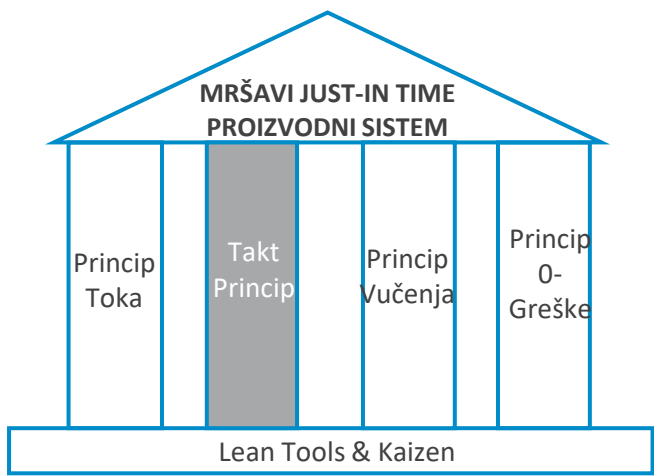 MRŠAVI JUST-IN TIME
PROIZVODNI SISTEM
Princip
Toka
Takt
Princip
Princip
Vučenja
Princip
0-
Greške
Lean Tools & Kaizen